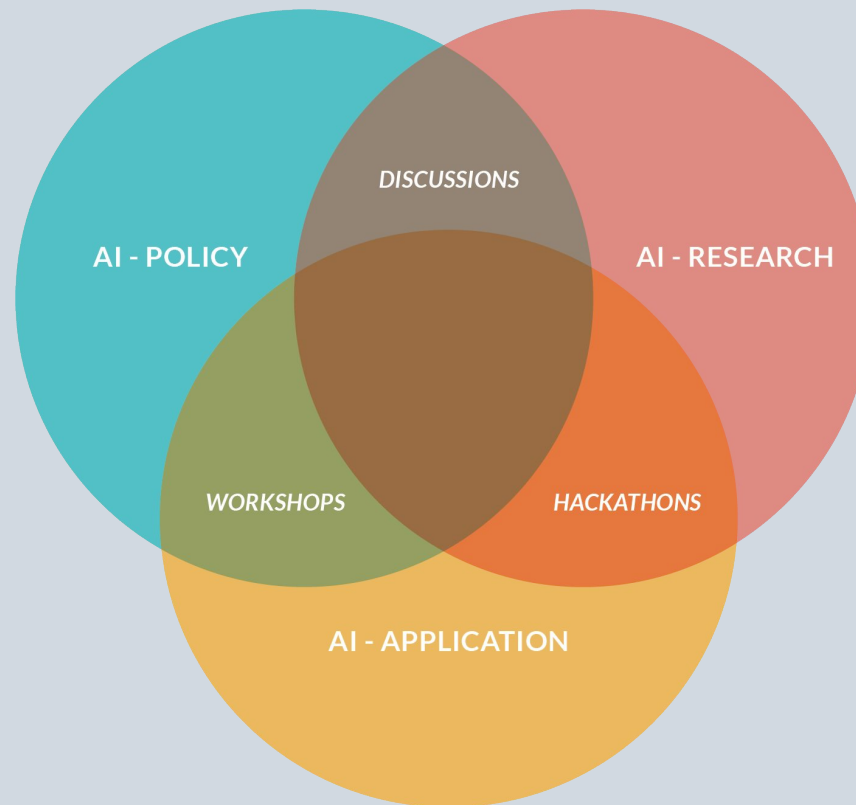 DISCUSSIONS
AI - POLICY
AI - RESEARCH
WORKSHOPS
HACKATHONS
AI - APPLICATION